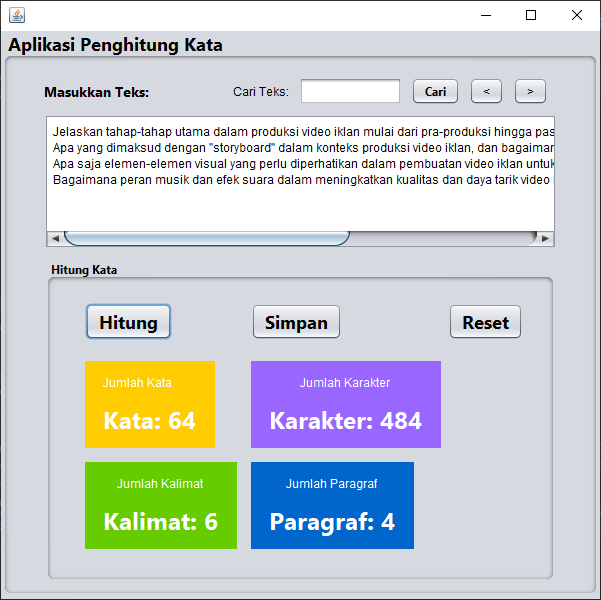 Aplikasi Penghitung Kata
Masukkan Teks:
Cari Teks:
Cari
<
>
Jelaskan tahap-tahap utama dalam produksi video iklan mulai dari pra-produksi hingga pas
Apa yang dimaksud dengan "storyboard" dalam konteks produksi video iklan, dan bagaimar
Apa saja elemen-elemen visual yang perlu diperhatikan dalam pembuatan video iklan untuk
Bagaimana peran musik dan efek suara dalam meningkatkan kualitas dan daya tarik video
Hitung Kata
Hitung
Simpan
Reset
Jumlah Kata
Kata: 64
Jumlah Karakter
Karakter: 484
Jumlah Kalimat
Kalimat: 6
Jumlah Paragraf
Paragraf: 4